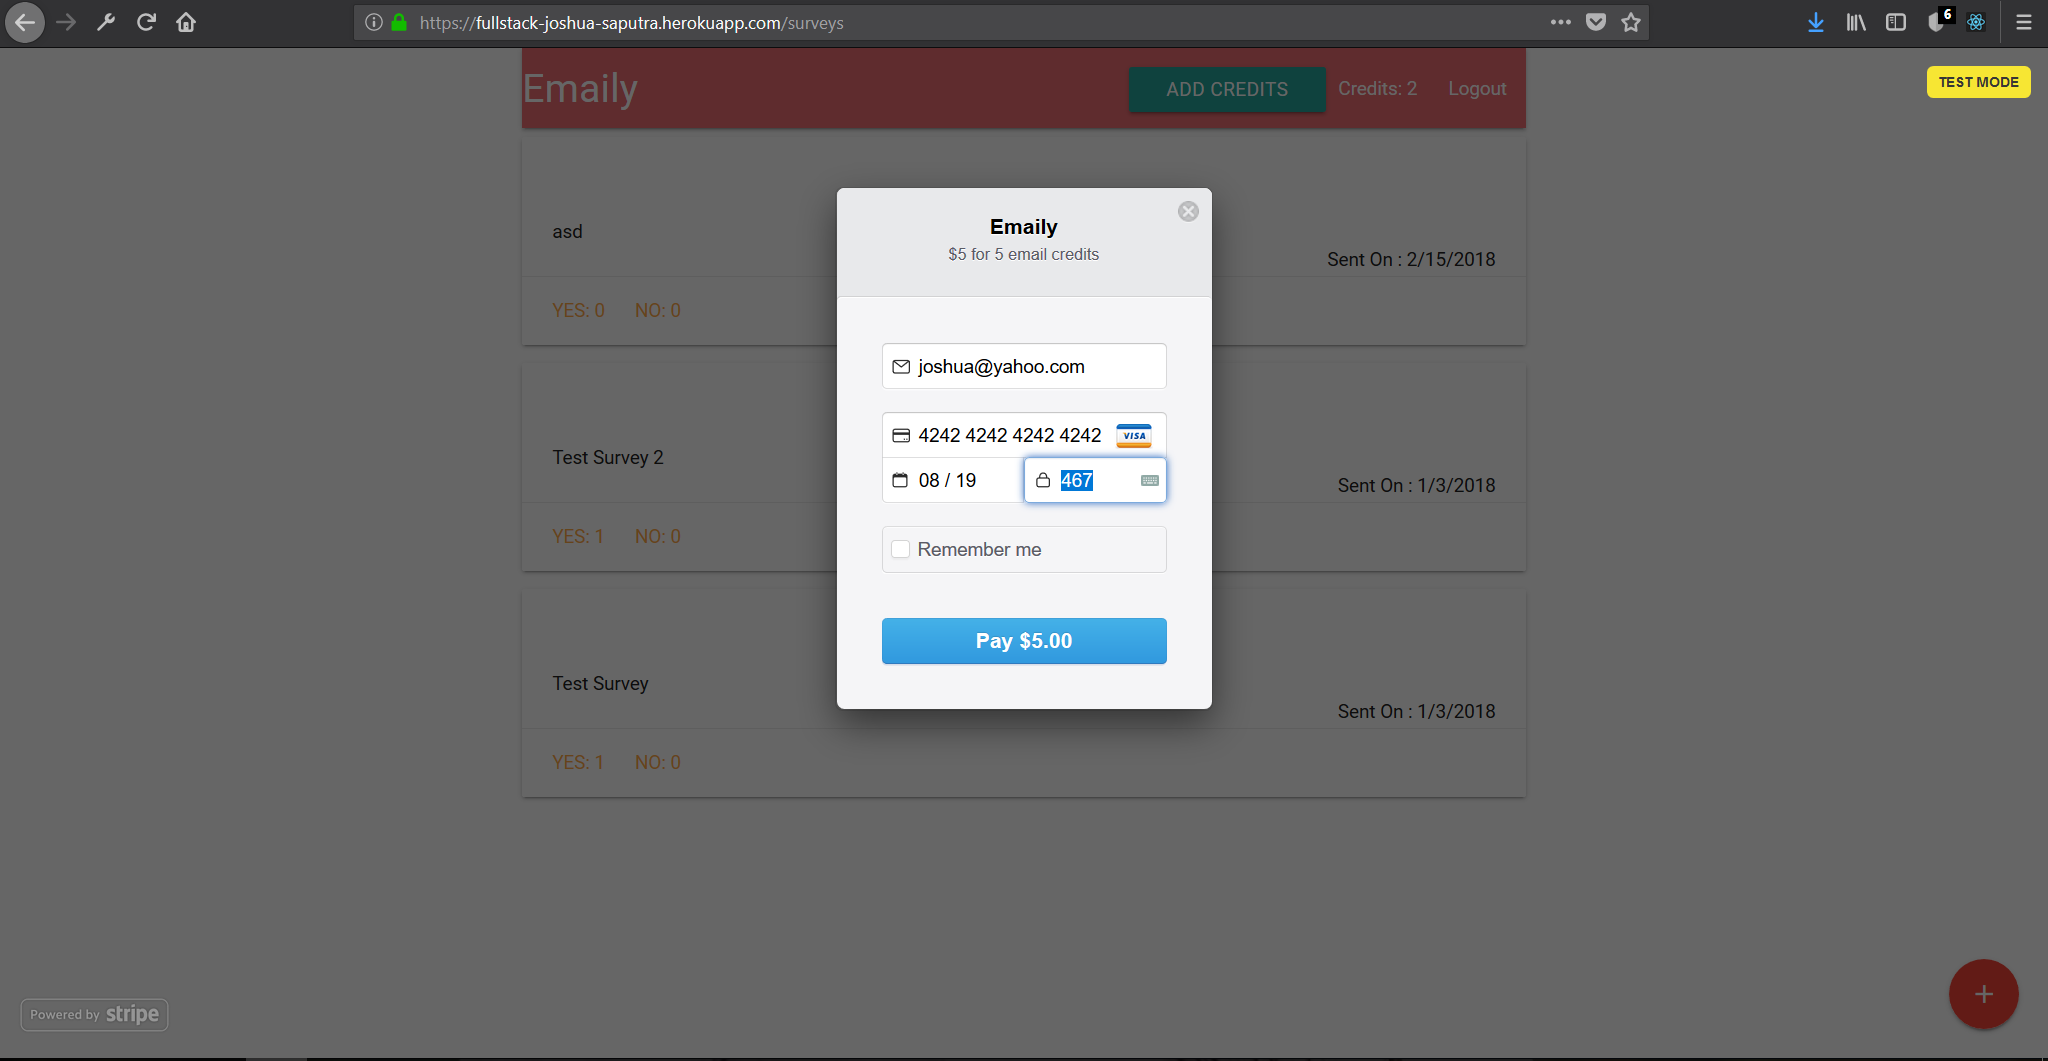 https://fullstack-joshua-saputra.herokuapp.com/surveys
6
Emaily
ADD CREDITS
Credits: 2
Logout
TEST MODE
asd
Sent On : 2/15/2018
YES: 0 NO: 0
Test Survey 2
Sent On : 1/3/2018
YES: 1 NO: 0
Test Survey
Sent On : 1/3/2018
YES: 1 NO: 0
Emaily
$5 for 5 email credits
joshua@yahoo.com
4242 4242 4242 4242 VISA
08 / 19 467
Remember me
Pay $5.00
Powered by stripe
+